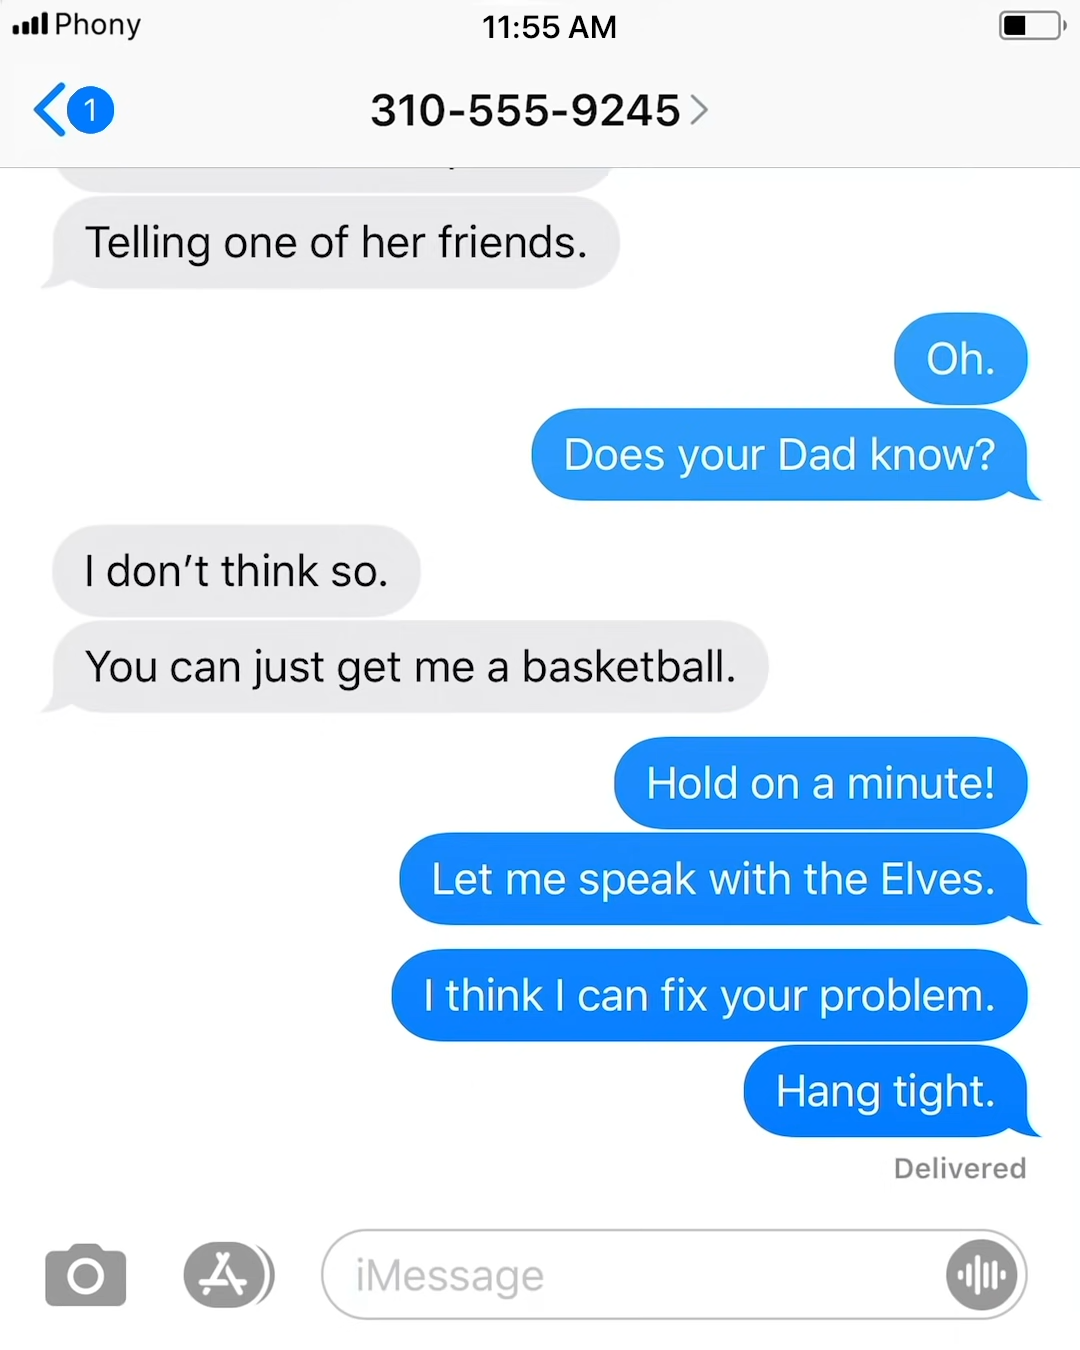 Phony
11:55 AM
1
310-555-9245
Telling one of her friends.
Oh.
Does your Dad know?
I don’t think so.
You can just get me a basketball.
Hold on a minute!
Let me speak with the Elves.
I think I can fix your problem.
Hang tight.
Delivered
iMessage